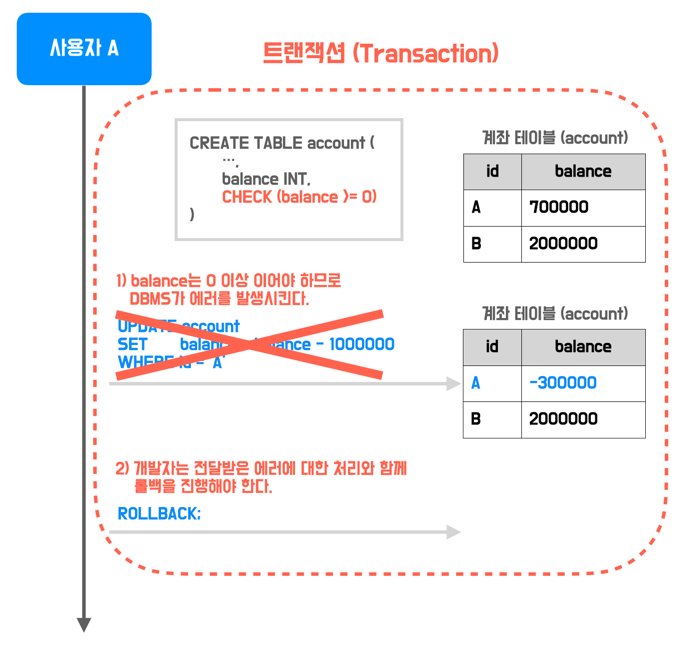 사용자 A
트랜잭션 (Transaction)
CREATE TABLE account (
…,
balance INT,
CHECK (balance >= 0)
)
계좌 테이블 (account)
id balance
A 700000
B 2000000
1) balance는 0 이상 이어야 하므로
DBMS가 에러를 발생시킨다.
UPDATE account
SET balance = balance - 1000000
WHERE id = 'A'
계좌 테이블 (account)
id balance
A -300000
B 2000000
2) 개발자는 전달받은 에러에 대한 처리와 함께
롤백을 진행해야 한다.
ROLLBACK;